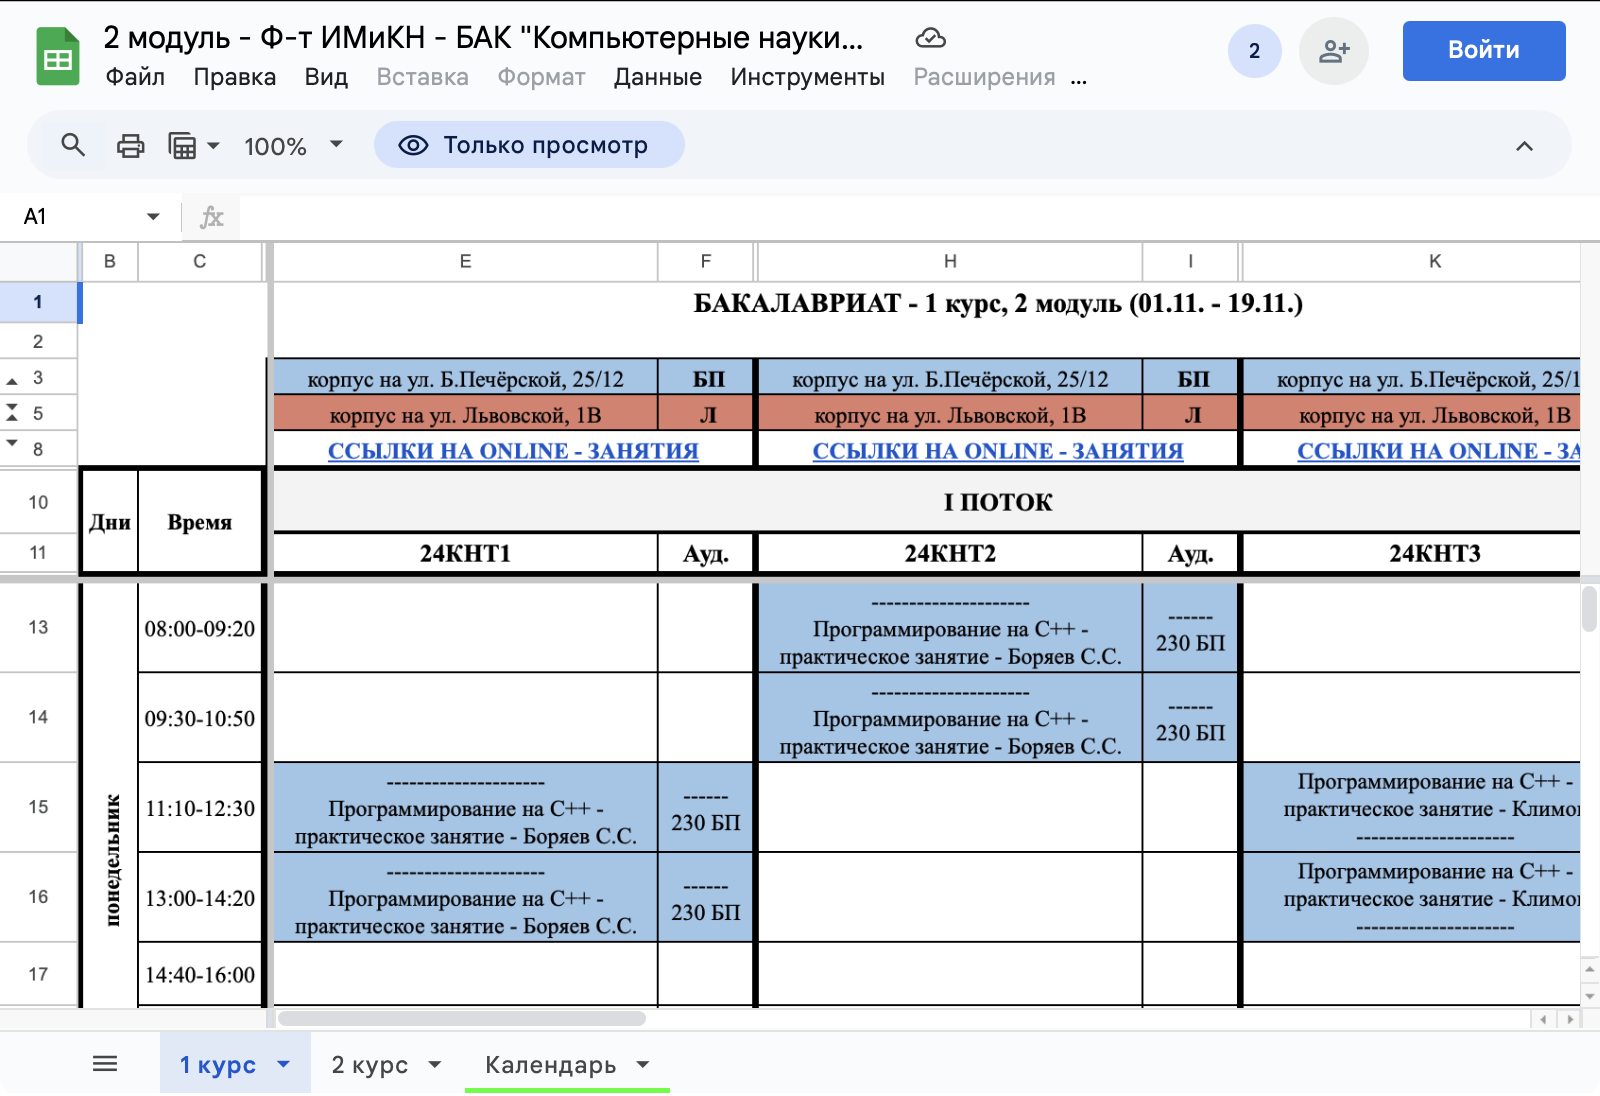 2 модуль - Ф-т ИМиКН - БАК "Компьютерные науки...
Файл Правка Вид Вставка Формат Данные Инструменты Расширения ...
2
Войти
100%
Только просмотр
A1
fx
B C E F H I K
1 БАКАЛАВРИАТ - 1 курс, 2 модуль (01.11. - 19.11.)
2
3 корпус на ул. Б.Печёрской, 25/12 БП корпус на ул. Б.Печёрской, 25/12 БП корпус на ул. Б.Печёрской, 25/1
5 корпус на ул. Львовской, 1В Л корпус на ул. Львовской, 1В Л корпус на ул. Львовской, 1В
8 ССЫЛКИ НА ONLINE - ЗАНЯТИЯ ССЫЛКИ НА ONLINE - ЗАНЯТИЯ ССЫЛКИ НА ONLINE - ЗА
10 I ПОТОК
Дни Время
11 24КНТ1 Ауд. 24КНТ2 Ауд. 24КНТ3
понедельник
13 08:00-09:20
---------------------
Программирование на С++ -
практическое занятие - Боряев С.С.
------
230 БП
14 09:30-10:50
---------------------
Программирование на С++ -
практическое занятие - Боряев С.С.
------
230 БП
15 11:10-12:30
---------------------
Программирование на С++ -
практическое занятие - Боряев С.С.
------
230 БП
Программирование на С++ -
практическое занятие - Климо
---------------------
16 13:00-14:20
---------------------
Программирование на С++ -
практическое занятие - Боряев С.С.
------
230 БП
Программирование на С++ -
практическое занятие - Климо
---------------------
17 14:40-16:00
1 курс 2 курс Календарь